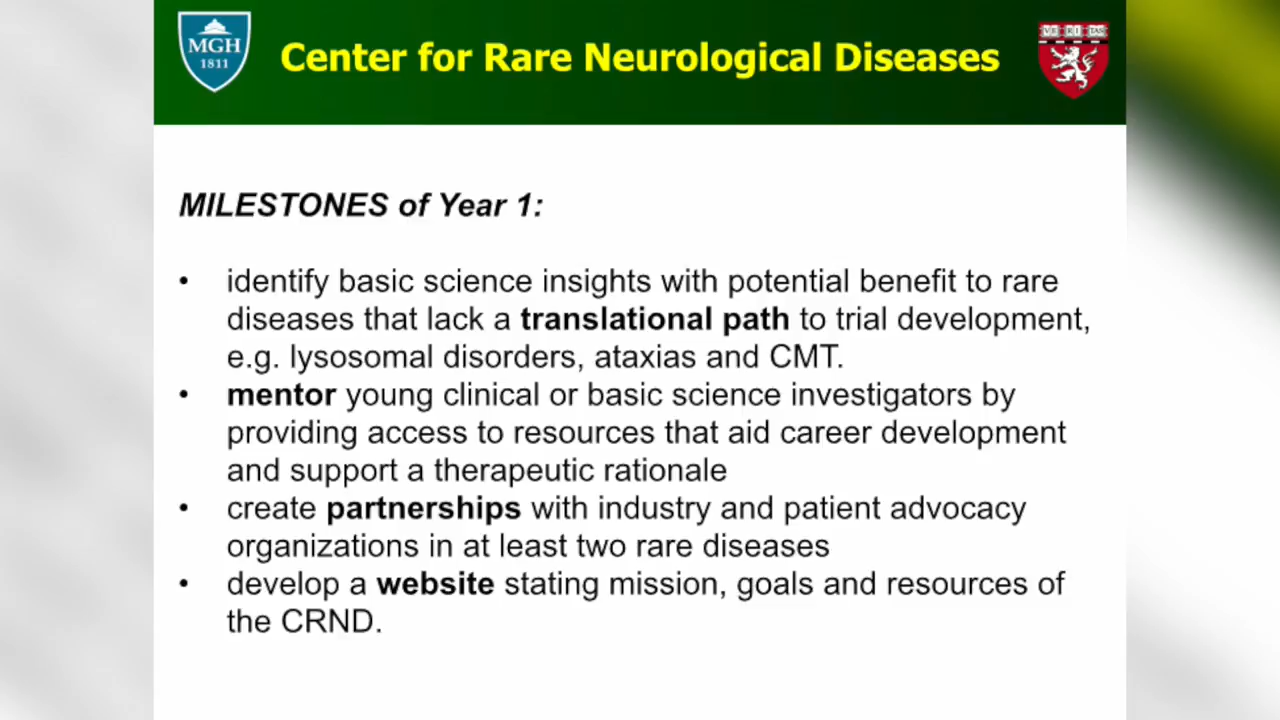 MGH
1811
Center for Rare Neurological Diseases
VE RI TAS
MILESTONES of Year 1:
• identify basic science insights with potential benefit to rare
diseases that lack a translational path to trial development,
e.g. lysosomal disorders, ataxias and CMT.
• mentor young clinical or basic science investigators by
providing access to resources that aid career development
and support a therapeutic rationale
• create partnerships with industry and patient advocacy
organizations in at least two rare diseases
• develop a website stating mission, goals and resources of
the CRND.